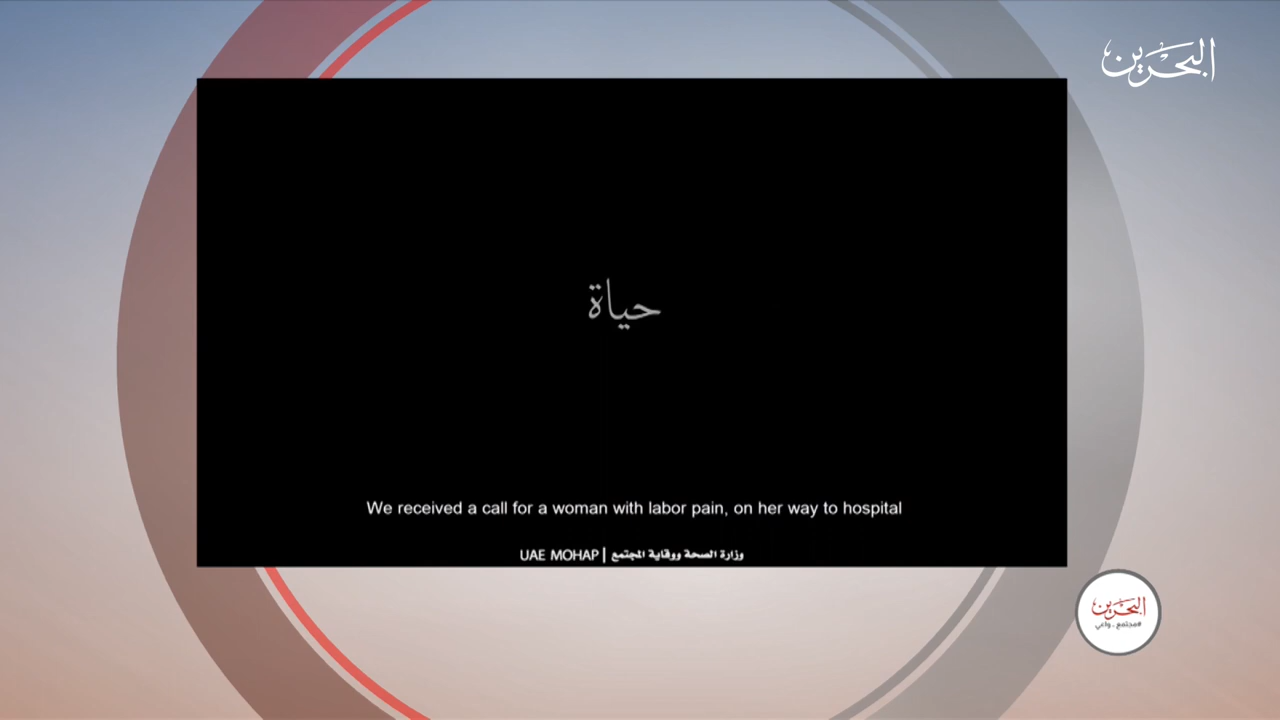 البحرين
حياة
We received a call for a woman with labor pain, on her way to hospital
UAE MOHAP | وزارة الصحة ووقاية المجتمع
البحرين
#مجتمع_واعي